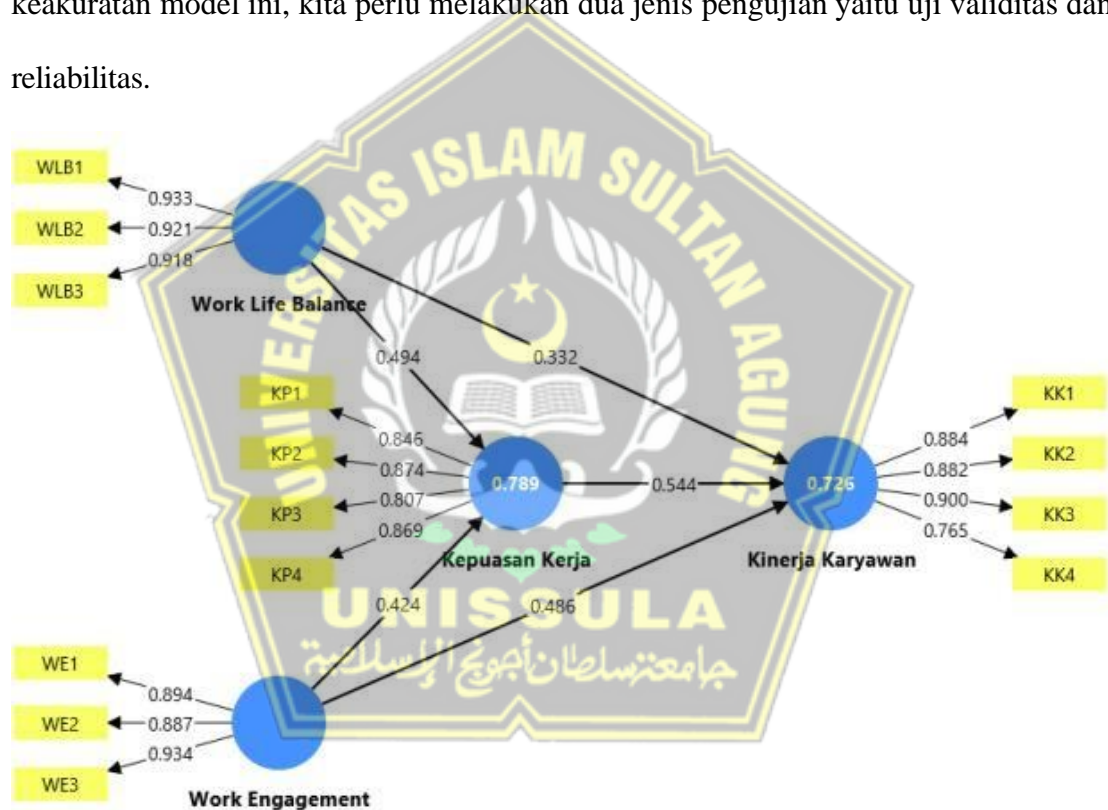 keakuratan model ini, kita perlu melakukan dua jenis pengujian yaitu uji validitas dan
reliabilitas.
UNIVERSITAS ISLAM SULTAN AGUNG
WLB1
0.933
WLB2
0.921
WLB3
0.918
Work Life Balance
0.494
0.332
KP1
0.846
KP2
0.874
KP3
0.807
KP4
0.869
0.789
Kepuasan Kerja
0.544
0.726
Kinerja Karyawan
KK1
0.884
KK2
0.882
KK3
0.900
KK4
0.765
0.424
0.486
UNISSULA
جامعة سلطان أجونج الإسلامية
WE1
0.894
WE2
0.887
WE3
0.934
Work Engagement